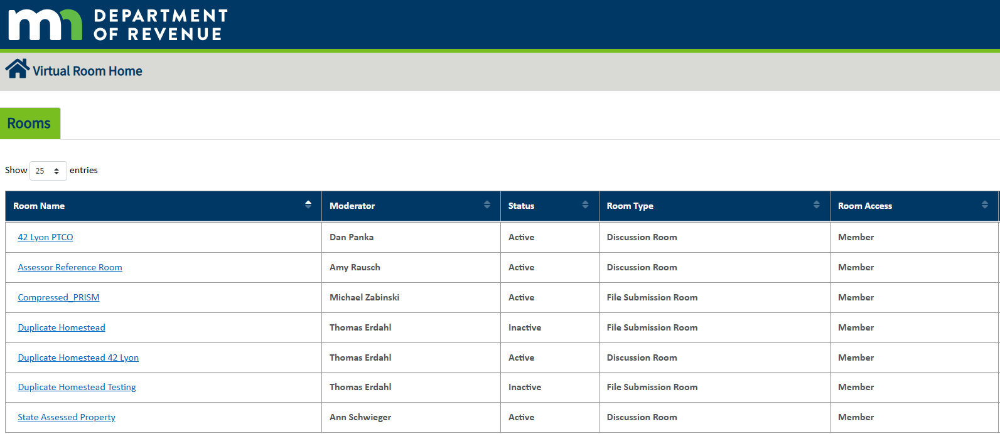 mn DEPARTMENT
OF REVENUE
Virtual Room Home
Rooms
Show 25 entries
Room Name Moderator Status Room Type Room Access
42 Lyon PTCO Dan Panka Active Discussion Room Member
Assessor Reference Room Amy Rausch Active Discussion Room Member
Compressed_PRISM Michael Zabinski Active File Submission Room Member
Duplicate Homestead Thomas Erdahl Inactive File Submission Room Member
Duplicate Homestead 42 Lyon Thomas Erdahl Active Discussion Room Member
Duplicate Homestead Testing Thomas Erdahl Inactive File Submission Room Member
State Assessed Property Ann Schwieger Active Discussion Room Member